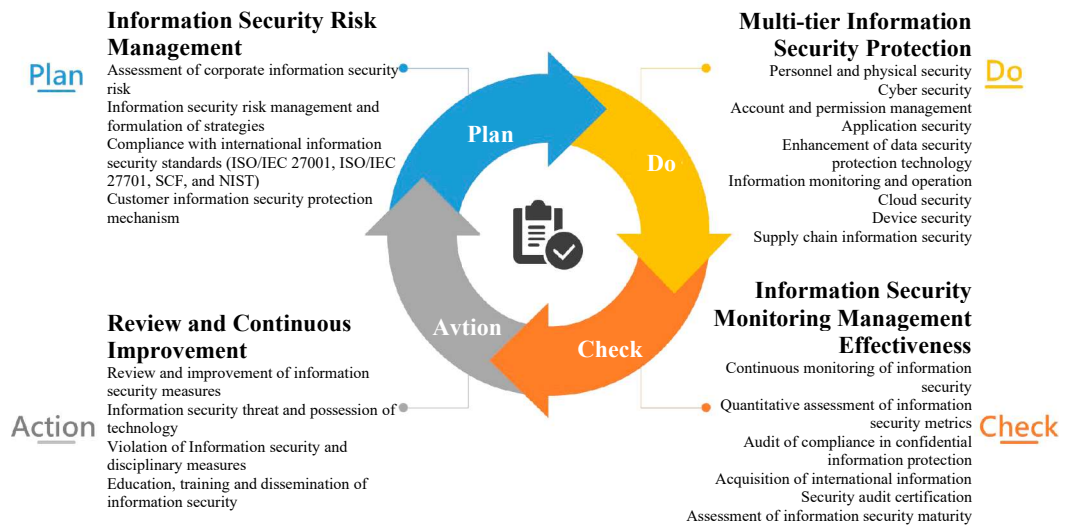 Information Security Risk
Management
Plan
Assessment of corporate information security
risk
Information security risk management and
formulation of strategies
Compliance with international information
security standards (ISO/IEC 27001, ISO/IEC
27701, SCF, and NIST)
Customer information security protection
mechanism
Multi-tier Information
Security Protection
Do
Personnel and physical security
Cyber security
Account and permission management
Application security
Enhancement of data security
protection technology
Information monitoring and operation
Cloud security
Device security
Supply chain information security
Plan
Do
Check
Avtion
Review and Continuous
Improvement
Action
Review and improvement of information
security measures
Information security threat and possession of
technology
Violation of Information security and
disciplinary measures
Education, training and dissemination of
information security
Information Security
Monitoring Management
Effectiveness
Check
Continuous monitoring of information
security
Quantitative assessment of information
security metrics
Audit of compliance in confidential
information protection
Acquisition of international information
Security audit certification
Assessment of information security maturity